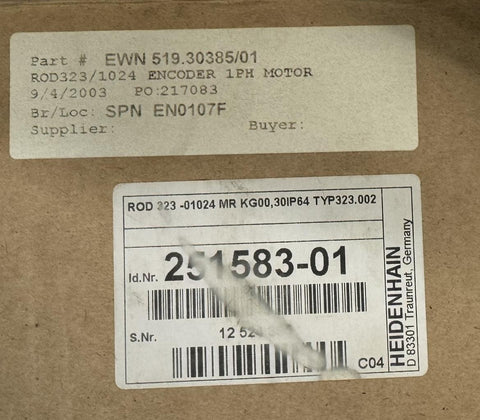 Part # EWN 519.30385/01
ROD323/1024 ENCODER 1PH MOTOR
9/4/2003 PO:217083
Br/Loc: SPN EN0107F
Supplier: Buyer:
ROD 323 -01024 MR KG00,30IP64 TYP323.002
Id.Nr. 251583-01
S.Nr. 12
C04
HEIDENHAIN
D 83301 Traunreut, Germany